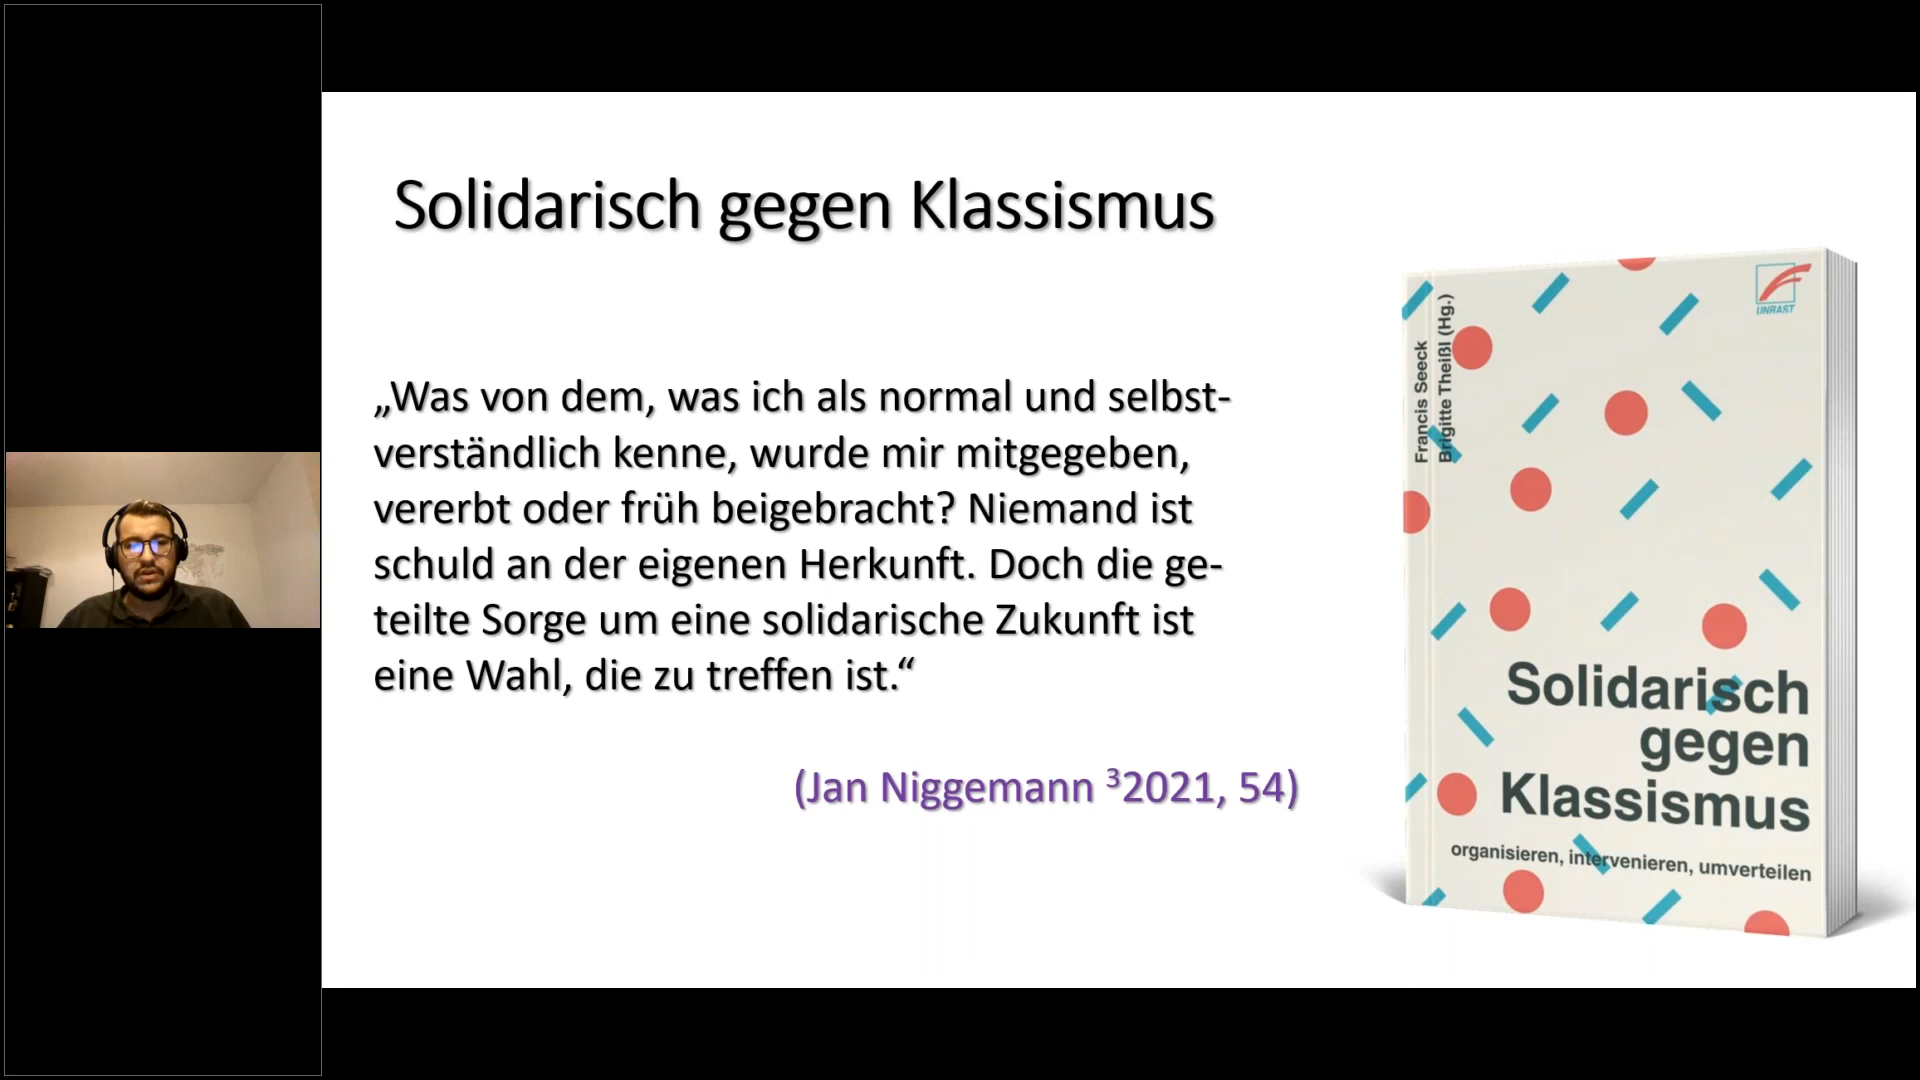 Solidarisch gegen Klassismus
„Was von dem, was ich als normal und selbst-
verständlich kenne, wurde mir mitgegeben,
vererbt oder früh beigebracht? Niemand ist
schuld an der eigenen Herkunft. Doch die ge-
teilte Sorge um eine solidarische Zukunft ist
eine Wahl, die zu treffen ist.“
(Jan Niggemann ³2021, 54)
Francis Seeck
Brigitte Theißl (Hg.)
UNRAST
Solidarisch
gegen
Klassismus
organisieren, intervenieren, umverteilen